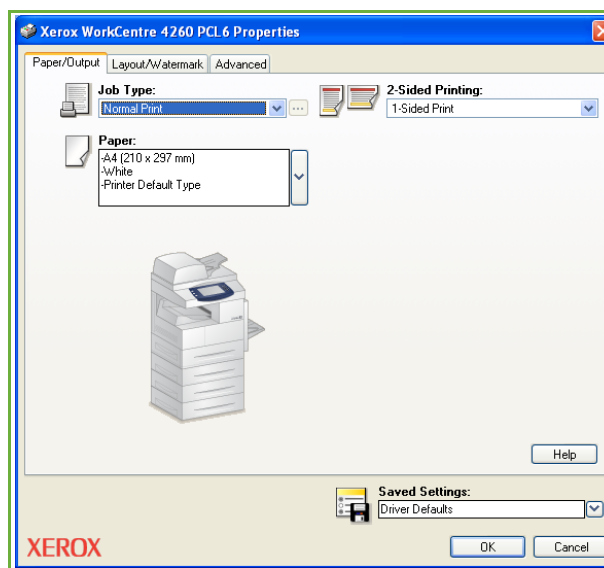 Xerox WorkCentre 4260 PCL6 Properties
Paper/Output Layout/Watermark Advanced
Job Type:
Normal Print
...
2-Sided Printing:
1-Sided Print
Paper:
-A4 (210 x 297 mm)
-White
-Printer Default Type
Help
Saved Settings:
Driver Defaults
XEROX
OK Cancel